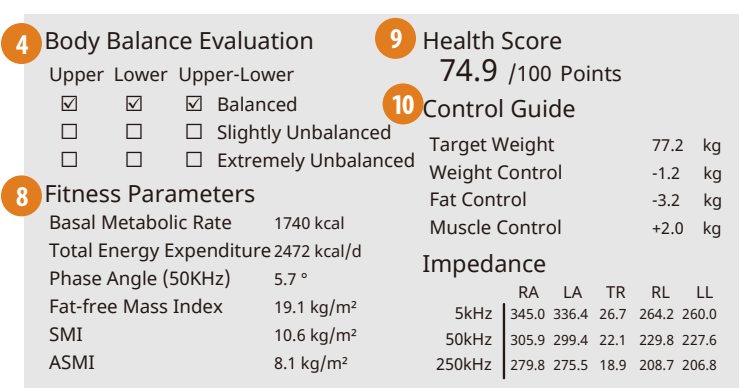 4 Body Balance Evaluation
Upper Lower Upper-Lower
☑ ☑ ☑ Balanced
☐ ☐ ☐ Slightly Unbalanced
☐ ☐ ☐ Extremely Unbalanced
8 Fitness Parameters
Basal Metabolic Rate 1740 kcal
Total Energy Expenditure 2472 kcal/d
Phase Angle (50KHz) 5.7 °
Fat-free Mass Index 19.1 kg/m²
SMI 10.6 kg/m²
ASMI 8.1 kg/m²
9 Health Score
74.9 /100 Points
10 Control Guide
Target Weight 77.2 kg
Weight Control -1.2 kg
Fat Control -3.2 kg
Muscle Control +2.0 kg
Impedance
RA LA TR RL LL
5kHz 345.0 336.4 26.7 264.2 260.0
50kHz 305.9 299.4 22.1 229.8 227.6
250kHz 279.8 275.5 18.9 208.7 206.8